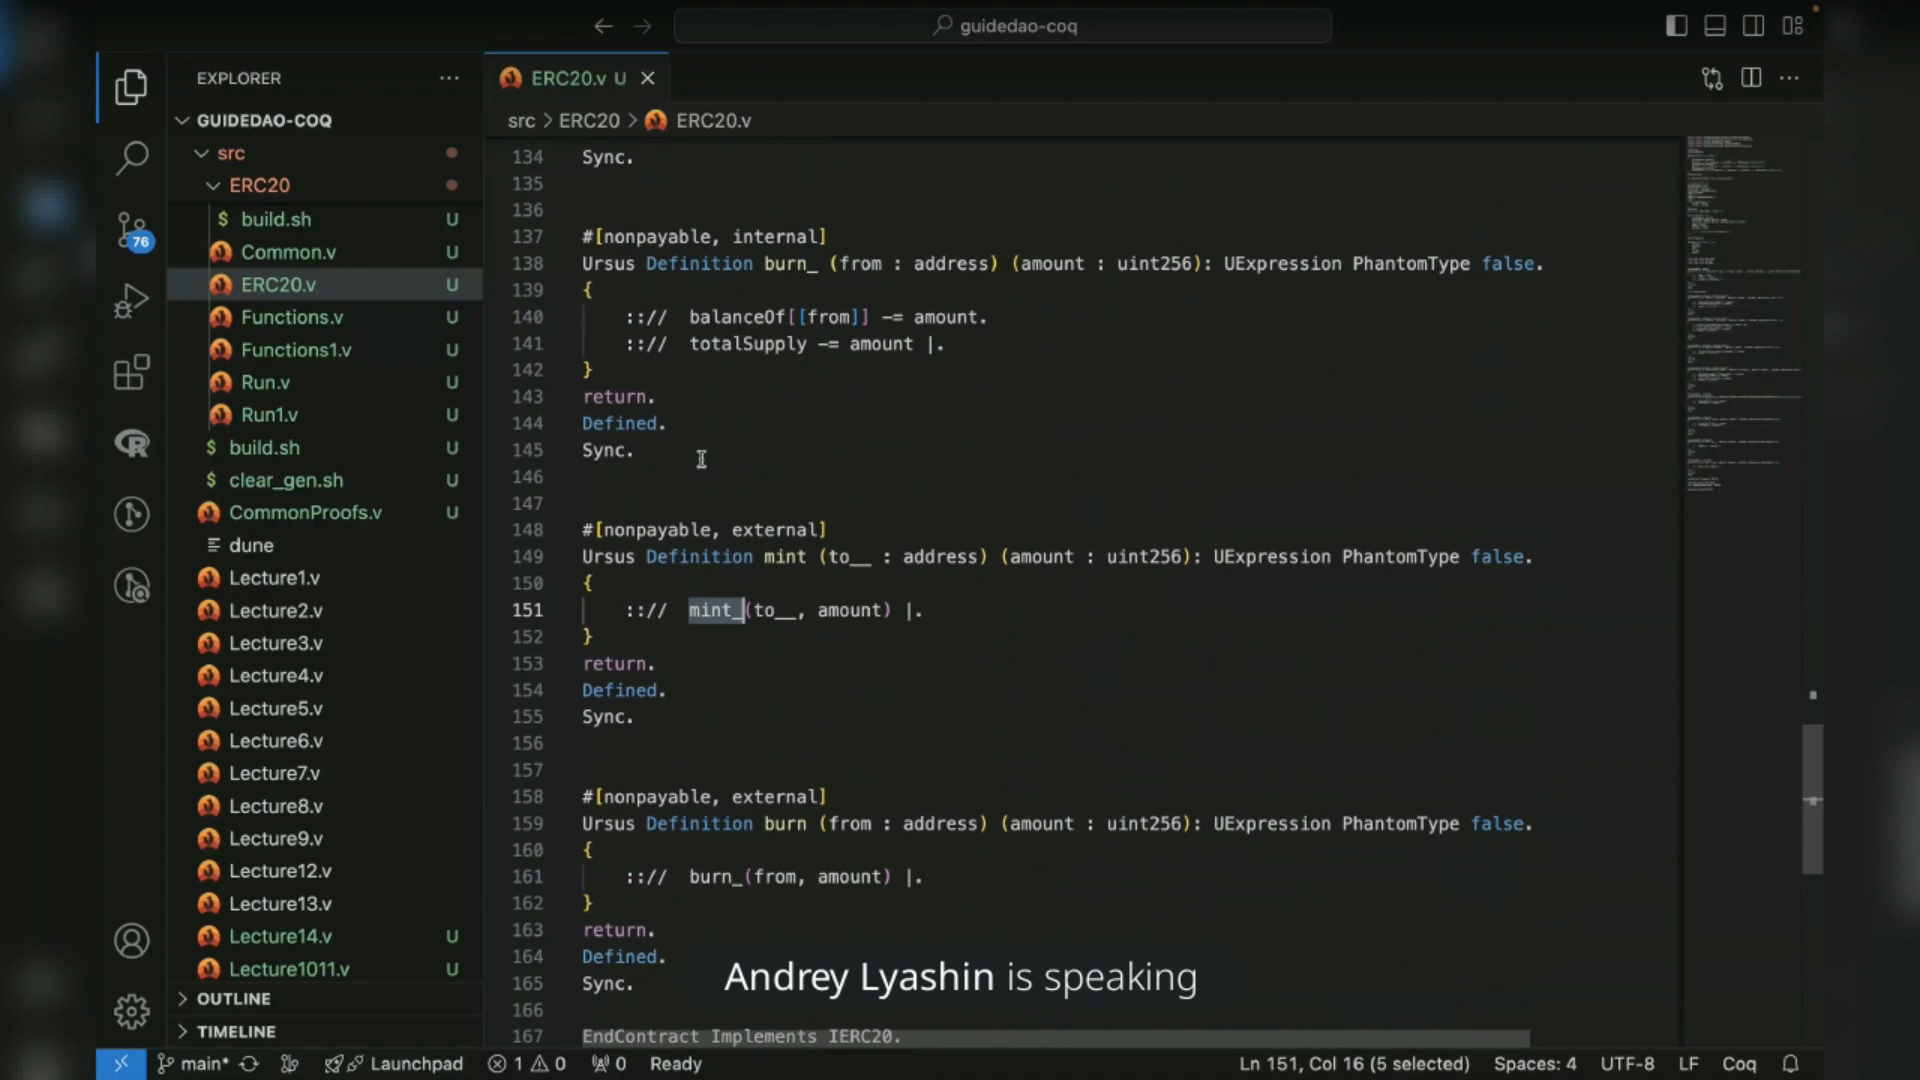 guidedao-coq
EXPLORER
ERC20.v U
GUIDEDAO-COQ
src > ERC20 > ERC20.v
src
ERC20
$ build.sh U
Common.v U
ERC20.v U
Functions.v U
Functions1.v U
Run.v U
Run1.v U
$ build.sh U
$ clear_gen.sh U
CommonProofs.v U
dune
Lecture1.v
Lecture2.v
Lecture3.v
Lecture4.v
Lecture5.v
Lecture6.v
Lecture7.v
Lecture8.v
Lecture9.v
Lecture12.v
Lecture13.v
Lecture14.v U
Lecture1011.v U
OUTLINE
TIMELINE
76
134 Sync.
135
136
137 #[nonpayable, internal]
138 Ursus Definition burn_ (from : address) (amount : uint256): UExpression PhantomType false.
139 {
140 :​:// balanceOf[[from]] -= amount.
141 :​:// totalSupply -= amount |.
142 }
143 return.
144 Defined.
145 Sync.
146
147
148 #[nonpayable, external]
149 Ursus Definition mint (to__ : address) (amount : uint256): UExpression PhantomType false.
150 {
151 :​:// mint_(to__, amount) |.
152 }
153 return.
154 Defined.
155 Sync.
156
157
158 #[nonpayable, external]
159 Ursus Definition burn (from : address) (amount : uint256): UExpression PhantomType false.
160 {
161 :​:// burn_(from, amount) |.
162 }
163 return.
164 Defined.
165 Sync.
166
167 EndContract Implements IERC20.
Andrey Lyashin is speaking
main* Launchpad 1 0 0 Ready Ln 151, Col 16 (5 selected) Spaces: 4 UTF-8 LF Coq